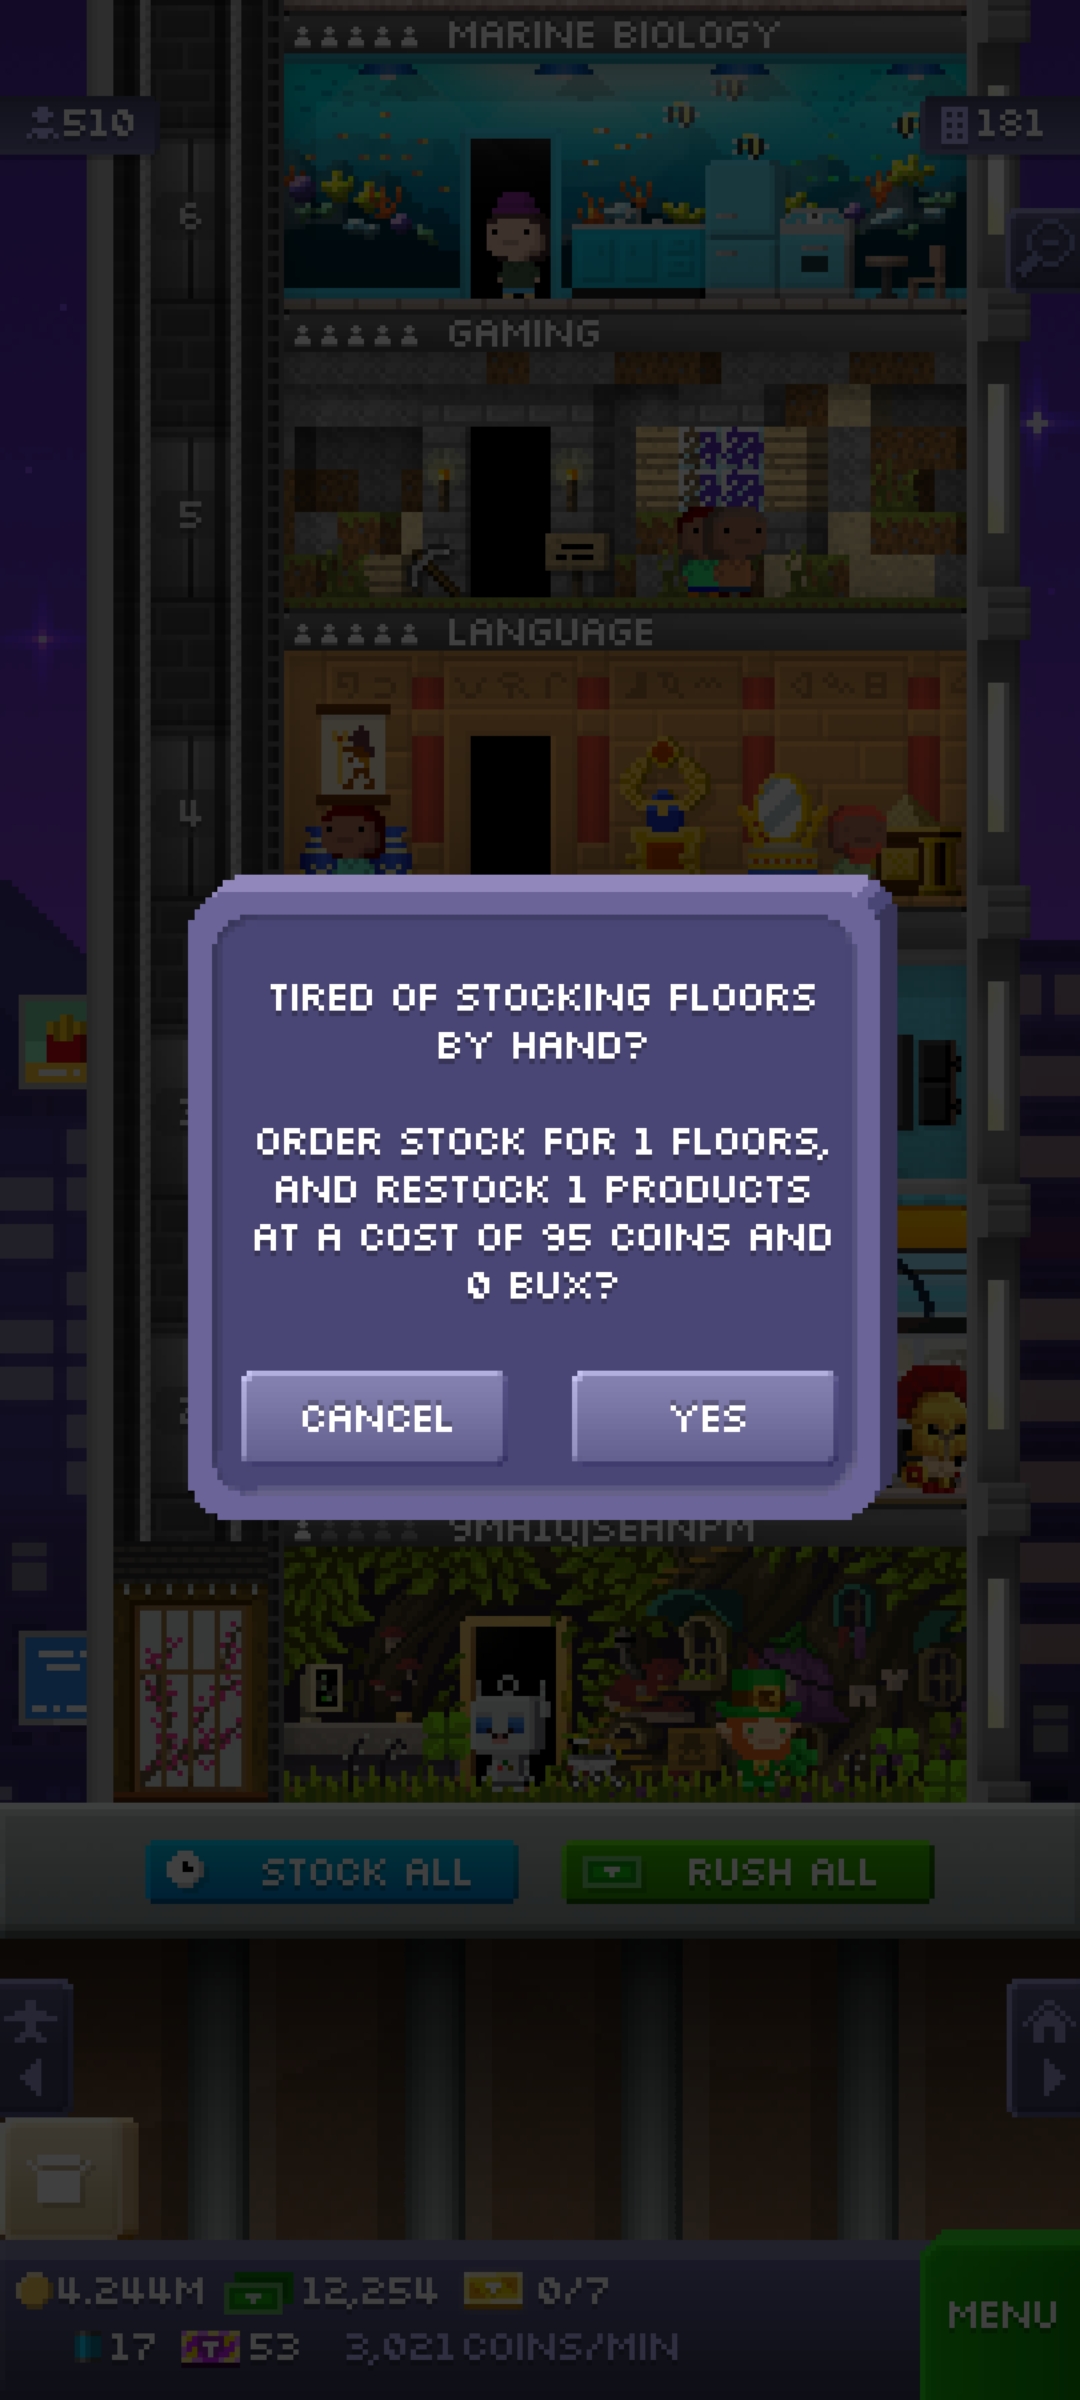 MARINE BIOLOGY
510
181
6
GAMING
5
LANGUAGE
4
TIRED OF STOCKING FLOORS
BY HAND?
ORDER STOCK FOR 1 FLOORS,
AND RESTOCK 1 PRODUCTS
AT A COST OF 95 COINS AND
0 BUX?
CANCEL
YES
STOCK ALL
RUSH ALL
4.244M
12,254
0/7
MENU
17
53
3,021 COINS/MIN